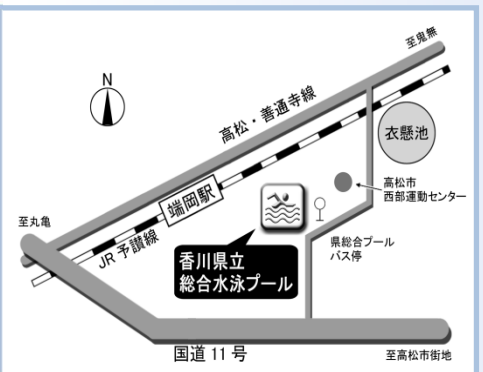 至鬼無
N
高松・善通寺線
衣懸池
端岡駅
高松市
西部運動センター
至丸亀
JR予讃線
香川県立
総合水泳プール
県総合プール
バス停
国道11号
至高松市街地